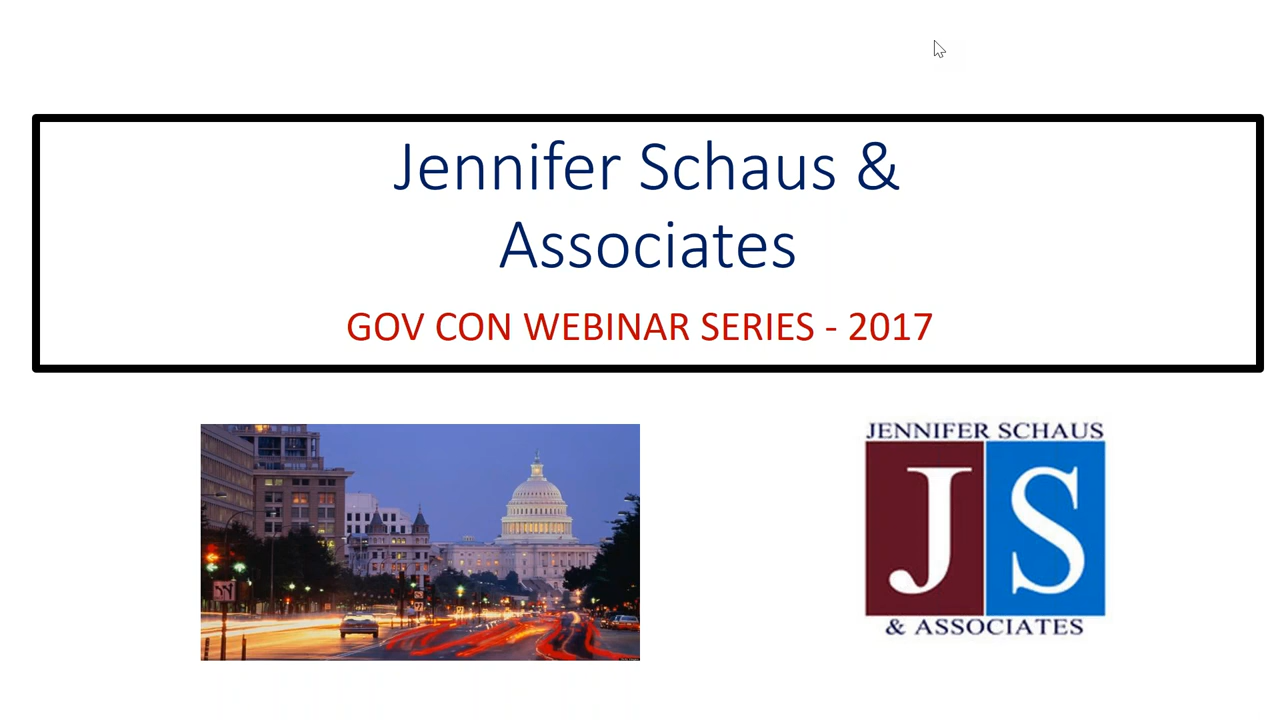 Jennifer Schaus &
Associates
GOV CON WEBINAR SERIES - 2017
JENNIFER SCHAUS
JS
& ASSOCIATES